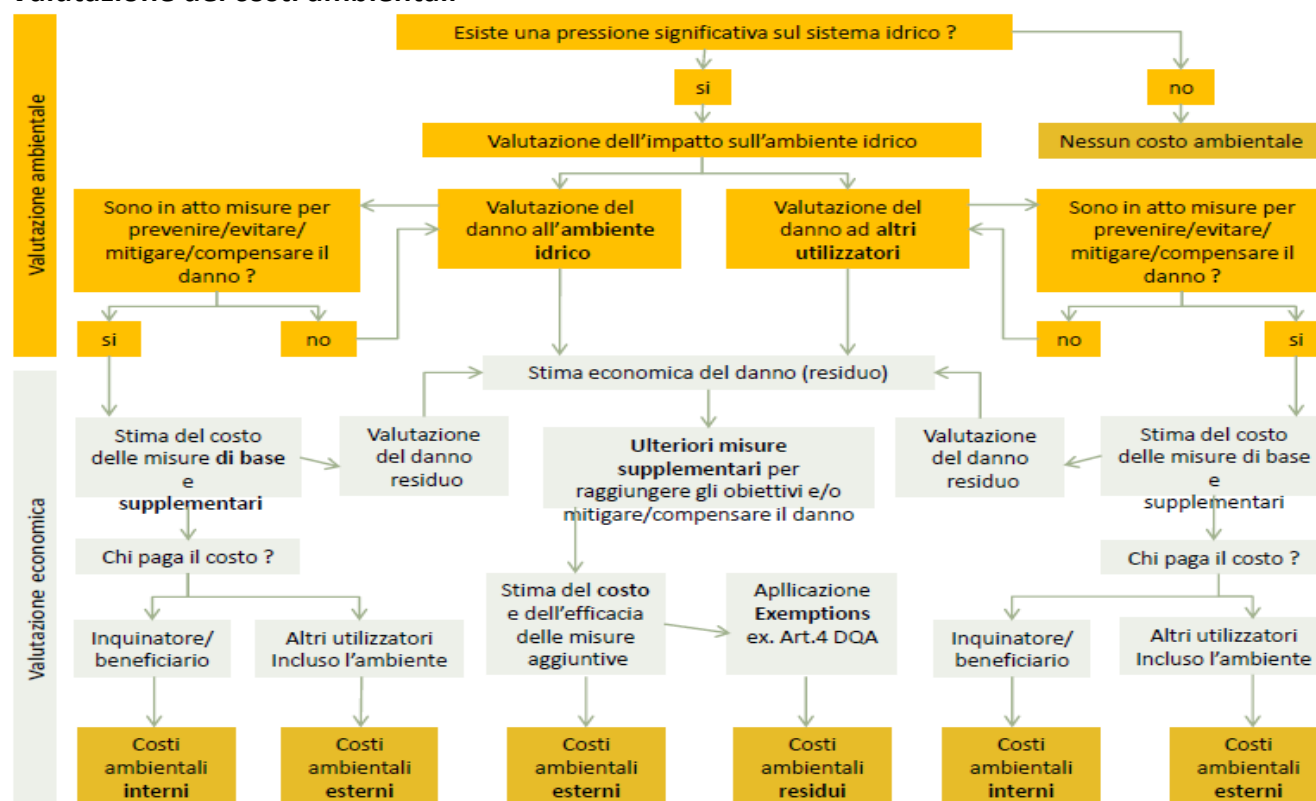 Valutazione dei costi ambientali
Esiste una pressione significativa sul sistema idrico ?
si
no
Valutazione dell'impatto sull'ambiente idrico
Nessun costo ambientale
Sono in atto misure per
prevenire/evitare/
mitigare/compensare il
danno ?
Valutazione del
danno all'ambiente
idrico
Valutazione del
danno ad altri
utilizzatori
Sono in atto misure per
prevenire/evitare/
mitigare/compensare il
danno ?
si
no
no
si
Valutazione ambientale
Stima economica del danno (residuo)
Stima del costo
delle misure di base
e
supplementari
Valutazione
del danno
residuo
Ulteriori misure
supplementari per
raggiungere gli obiettivi e/o
mitigare/compensare il danno
Valutazione
del danno
residuo
Stima del costo
delle misure di base
e
supplementari
Chi paga il costo ?
Stima del costo
e dell'efficacia
delle misure
aggiuntive
Apllicazione
Exemptions
ex. Art.4 DQA
Chi paga il costo ?
Inquinatore/
beneficiario
Altri utilizzatori
Incluso l'ambiente
Inquinatore/
beneficiario
Altri utilizzatori
Incluso l'ambiente
Valutazione economica
Costi
ambientali
interni
Costi
ambientali
esterni
Costi
ambientali
esterni
Costi
ambientali
residui
Costi
ambientali
interni
Costi
ambientali
esterni